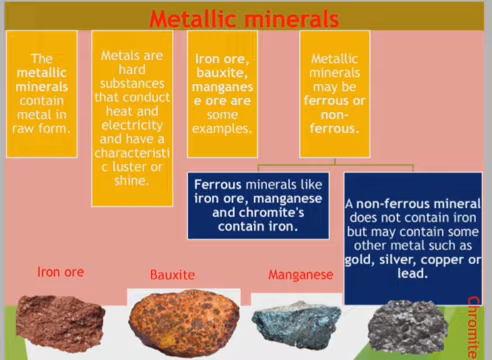 Metallic minerals
The
metallic
minerals
contain
metal in
raw form.
Metals are
hard
substances
that conduct
heat and
electricity
and have a
characteristi
c luster or
shine.
Iron ore,
bauxite,
manganes
e ore are
some
examples.
Metallic
minerals
may be
ferrous or
non-
ferrous.
Ferrous minerals like
iron ore, manganese
and chromite's
contain iron.
A non-ferrous mineral
does not contain iron
but may contain some
other metal such as
gold, silver, copper or
lead.
Iron ore
Bauxite
Manganese
Chromite